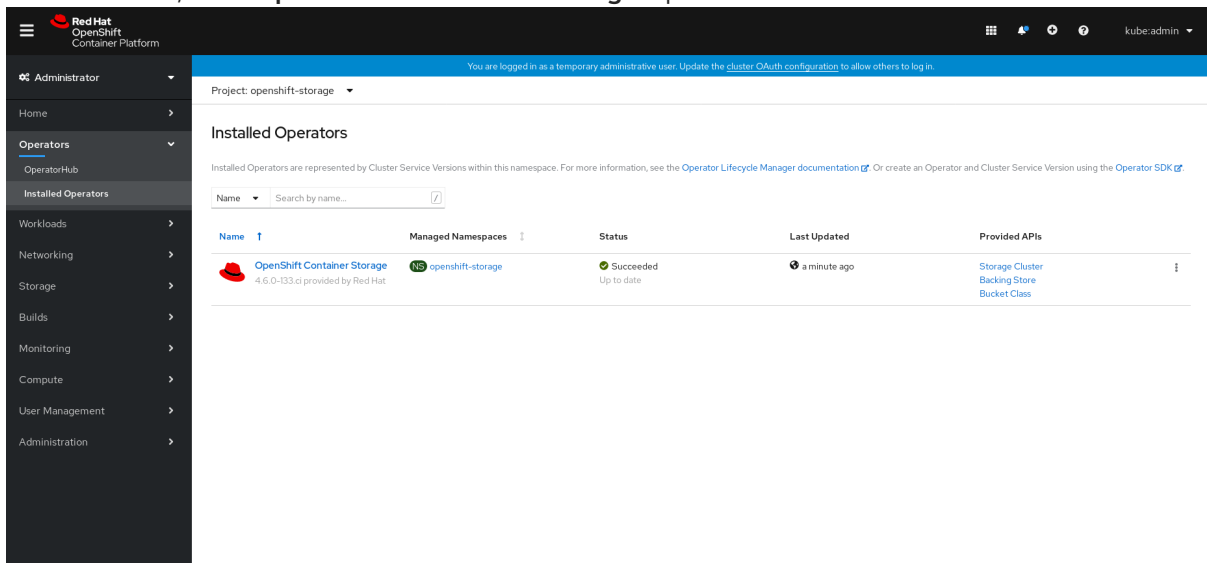 Red Hat
OpenShift
Container Platform
kube:admin
Administrator
You are logged in as a temporary administrative user. Update the cluster OAuth configuration to allow others to log in.
Project: openshift-storage
Home
Operators
OperatorHub
Installed Operators
Workloads
Networking
Storage
Builds
Monitoring
Compute
User Management
Administration
Installed Operators
Installed Operators are represented by Cluster Service Versions within this namespace. For more information, see the Operator Lifecycle Manager documentation. Or create an Operator and Cluster Service Version using the Operator SDK.
Name Search by name... /
Name Managed Namespaces Status Last Updated Provided APIs
OpenShift Container Storage NS openshift-storage Succeeded a minute ago Storage Cluster
4.6.0-133.ci provided by Red Hat Up to date Backing Store
Bucket Class